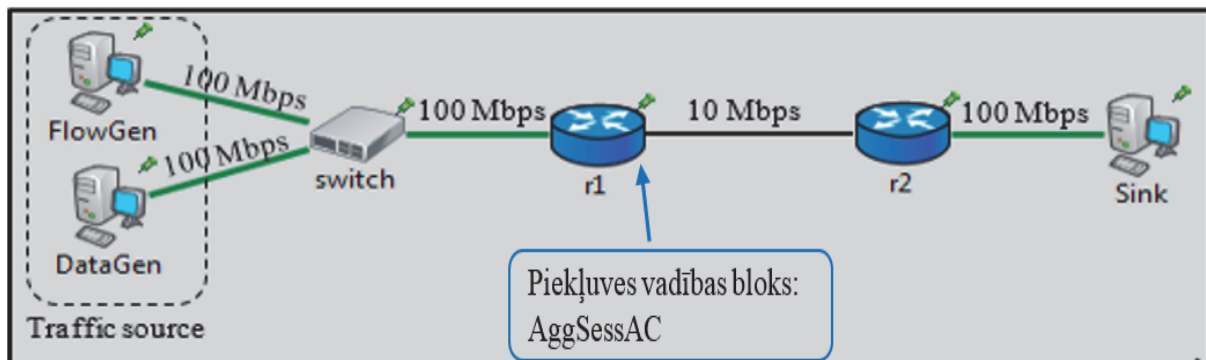 FlowGen
100 Mbps
DataGen
100 Mbps
Traffic source
switch
100 Mbps
r1
10 Mbps
r2
100 Mbps
Sink
Piekļuves vadības bloks:
AggSessAC